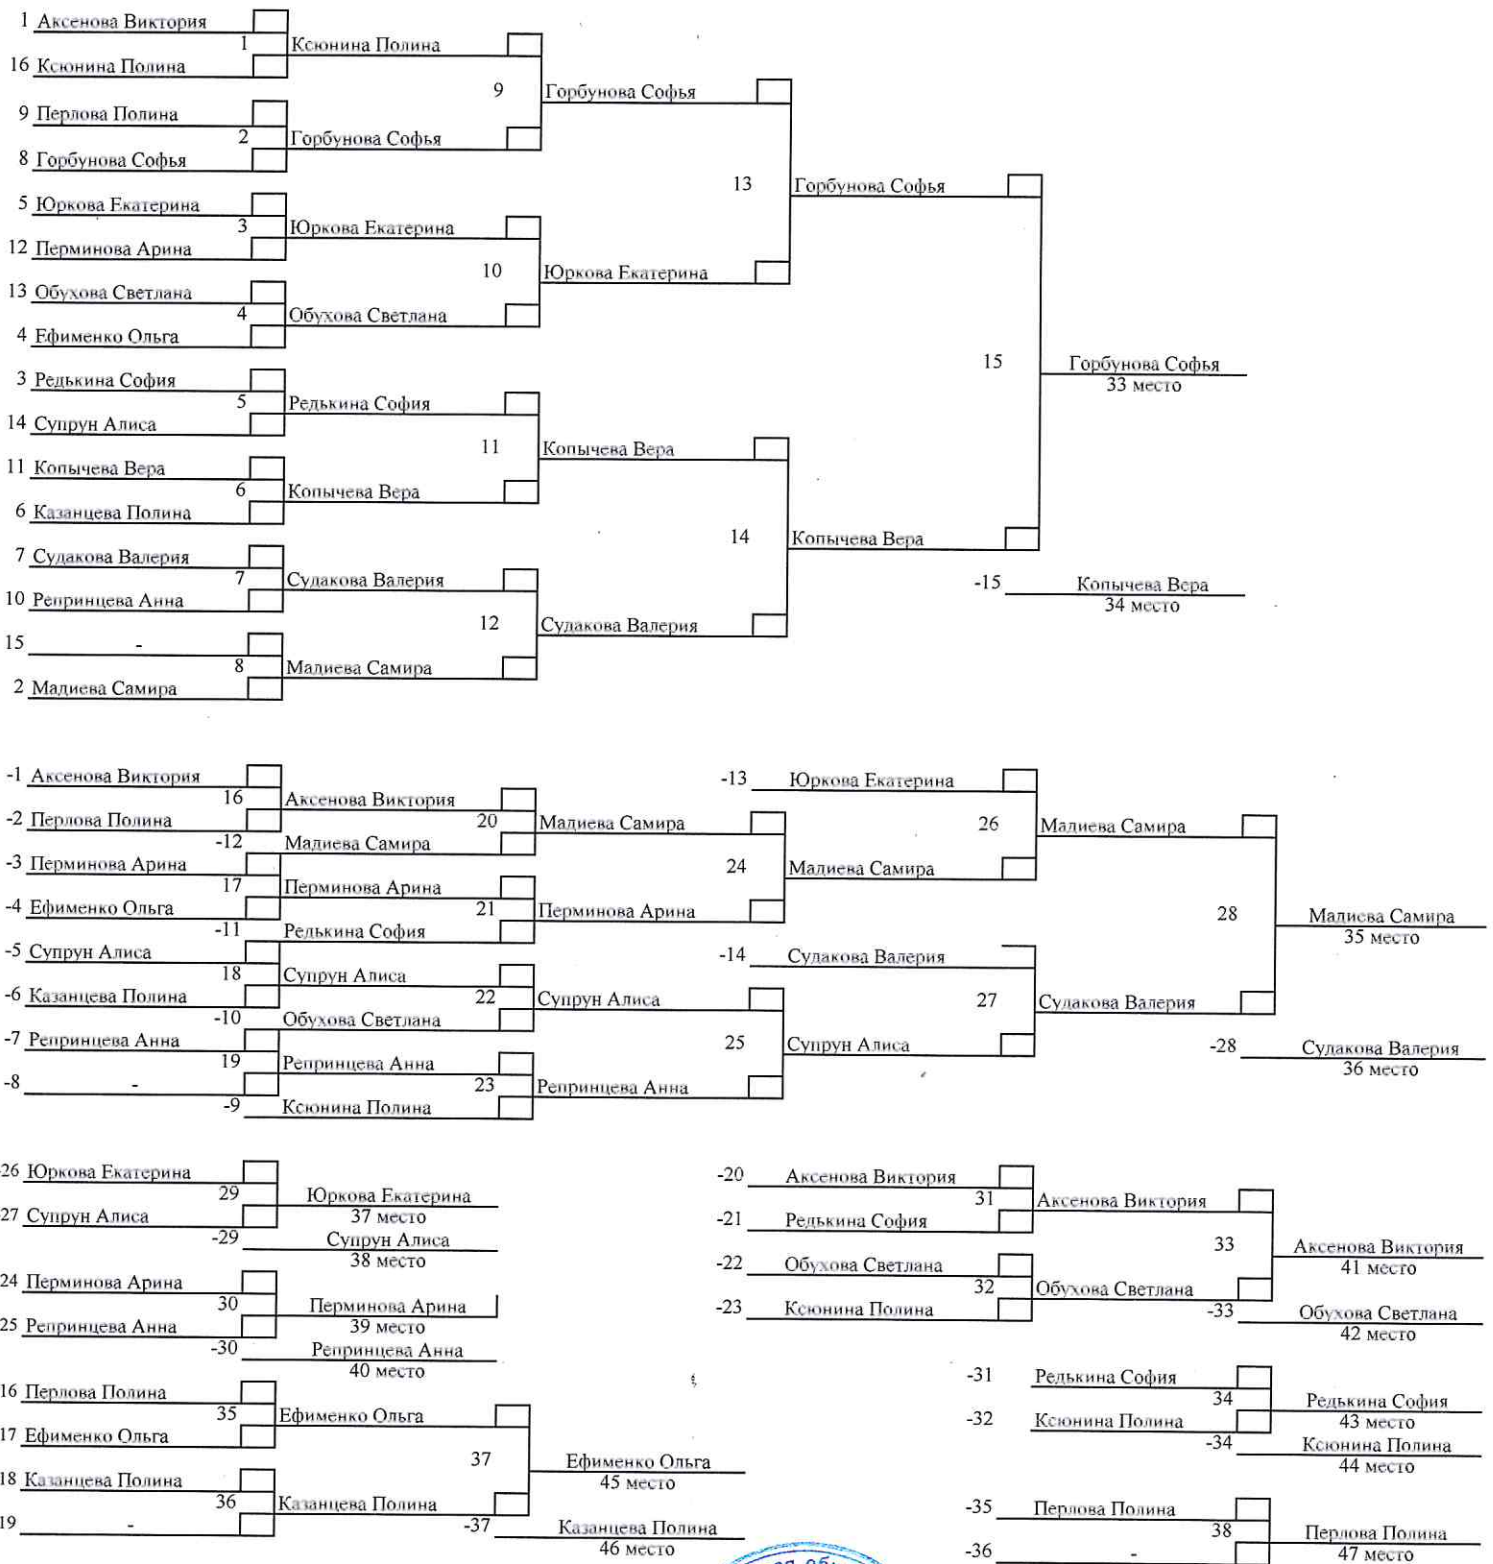 1 Аксенова Виктория
1 Ксюнина Полина
16 Ксюнина Полина
9 Горбунова Софья
9 Перлова Полина
2 Горбунова Софья
8 Горбунова Софья
13 Горбунова Софья
5 Юркова Екатерина
3 Юркова Екатерина
12 Перминова Арина
10 Юркова Екатерина
13 Обухова Светлана
4 Обухова Светлана
4 Ефименко Ольга
15 Горбунова Софья
33 место
3 Редькина София
5 Редькина София
14 Супрун Алиса
11 Копычева Вера
11 Копычева Вера
6 Копычева Вера
6 Казанцева Полина
14 Копычева Вера
7 Судакова Валерия
7 Судакова Валерия
-15 Копычева Вера
34 место
10 Репринцева Анна
12 Судакова Валерия
15 -
8 Мадиева Самира
2 Мадиева Самира
-1 Аксенова Виктория
-13 Юркова Екатерина
16 Аксенова Виктория
-2 Перлова Полина
20 Мадиева Самира
26 Мадиева Самира
-12 Мадиева Самира
-3 Перминова Арина
24 Мадиева Самира
17 Перминова Арина
-4 Ефименко Ольга
21 Перминова Арина
28 Мадиева Самира
35 место
-11 Редькина София
-5 Супрун Алиса
-14 Судакова Валерия
18 Супрун Алиса
-6 Казанцева Полина
22 Супрун Алиса
27 Судакова Валерия
-10 Обухова Светлана
-7 Репринцева Анна
25 Супрун Алиса
-28 Судакова Валерия
36 место
19 Репринцева Анна
-8 -
23 Репринцева Анна
-9 Ксюнина Полина
-26 Юркова Екатерина
-20 Аксенова Виктория
29 Юркова Екатерина
37 место
31 Аксенова Виктория
27 Супрун Алиса
-21 Редькина София
-29 Супрун Алиса
38 место
33 Аксенова Виктория
41 место
-22 Обухова Светлана
24 Перминова Арина
32 Обухова Светлана
30 Перминова Арина
39 место
-23 Ксюнина Полина
-33 Обухова Светлана
42 место
25 Репринцева Анна
-30 Репринцева Анна
40 место
-31 Редькина София
16 Перлова Полина
34 Редькина София
43 место
35 Ефименко Ольга
-32 Ксюнина Полина
17 Ефименко Ольга
-34 Ксюнина Полина
44 место
37 Ефименко Ольга
45 место
18 Казанцева Полина
36 Казанцева Полина
-35 Перлова Полина
19 -
-37 Казанцева Полина
46 место
38 Перлова Полина
47 место
-36 -